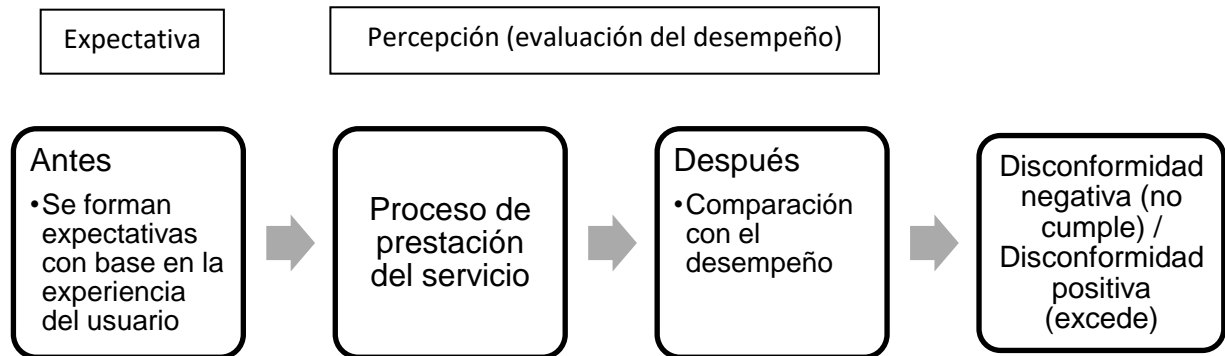 Expectativa
Percepción (evaluación del desempeño)
Antes
•Se forman
expectativas
con base en la
experiencia
del usuario
Proceso de
prestación
del servicio
Después
•Comparación
con el
desempeño
Disconformidad
negativa (no
cumple) /
Disconformidad
positiva
(excede)